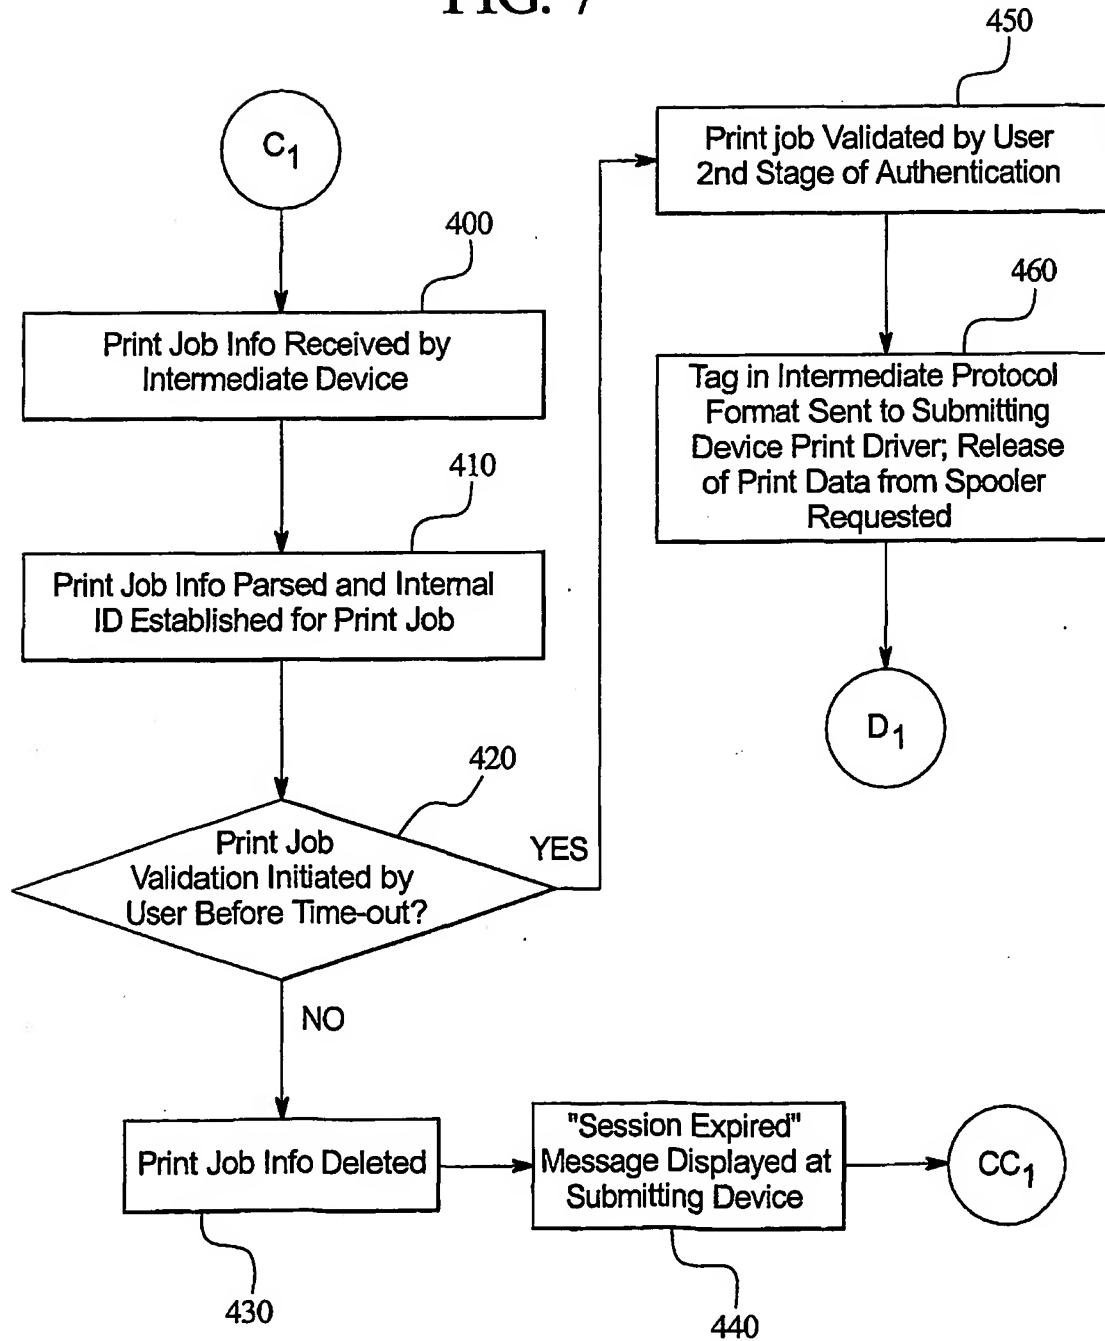 FIG. 7
C1
400
Print Job Info Received by
Intermediate Device
410
Print Job Info Parsed and Internal
ID Established for Print Job
420
Print Job
Validation Initiated by
User Before Time-out?
YES
NO
Print Job Info Deleted
430
"Session Expired"
Message Displayed at
Submitting Device
440
CC1
450
Print job Validated by User
2nd Stage of Authentication
460
Tag in Intermediate Protocol
Format Sent to Submitting
Device Print Driver; Release
of Print Data from Spooler
Requested
D1